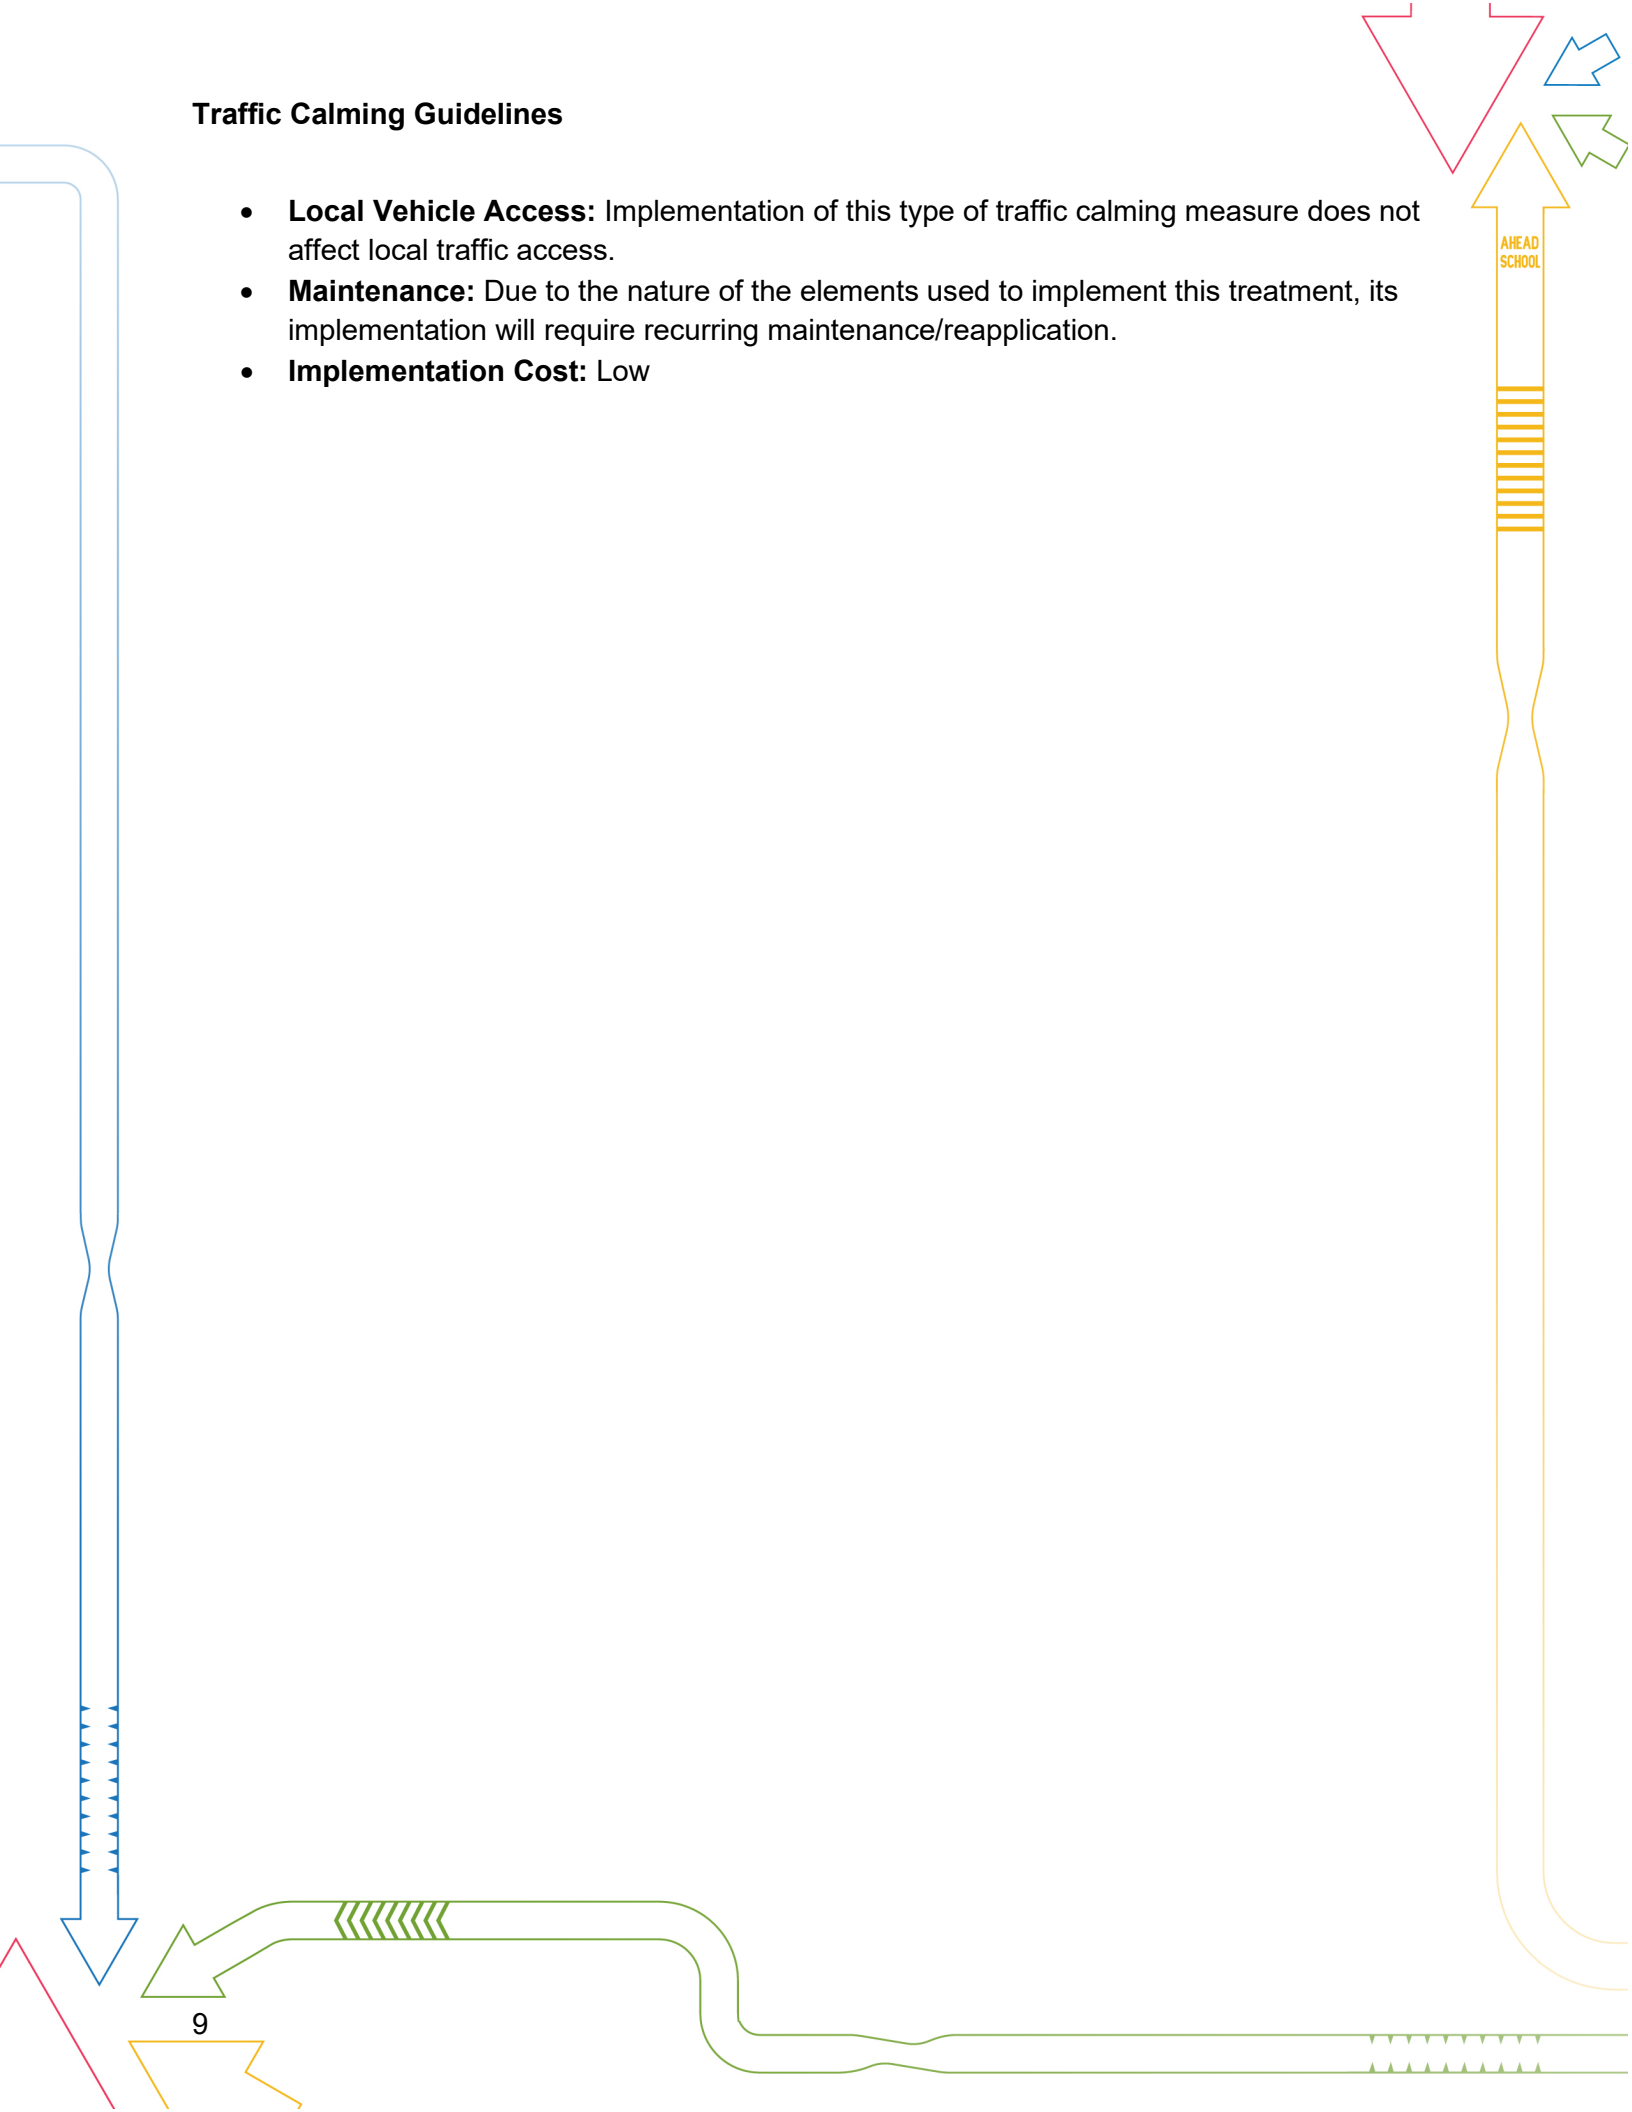 Traffic Calming Guidelines
• Local Vehicle Access: Implementation of this type of traffic calming measure does not
affect local traffic access.
• Maintenance: Due to the nature of the elements used to implement this treatment, its
implementation will require recurring maintenance/reapplication.
• Implementation Cost: Low
AHEAD
SCHOOL
9